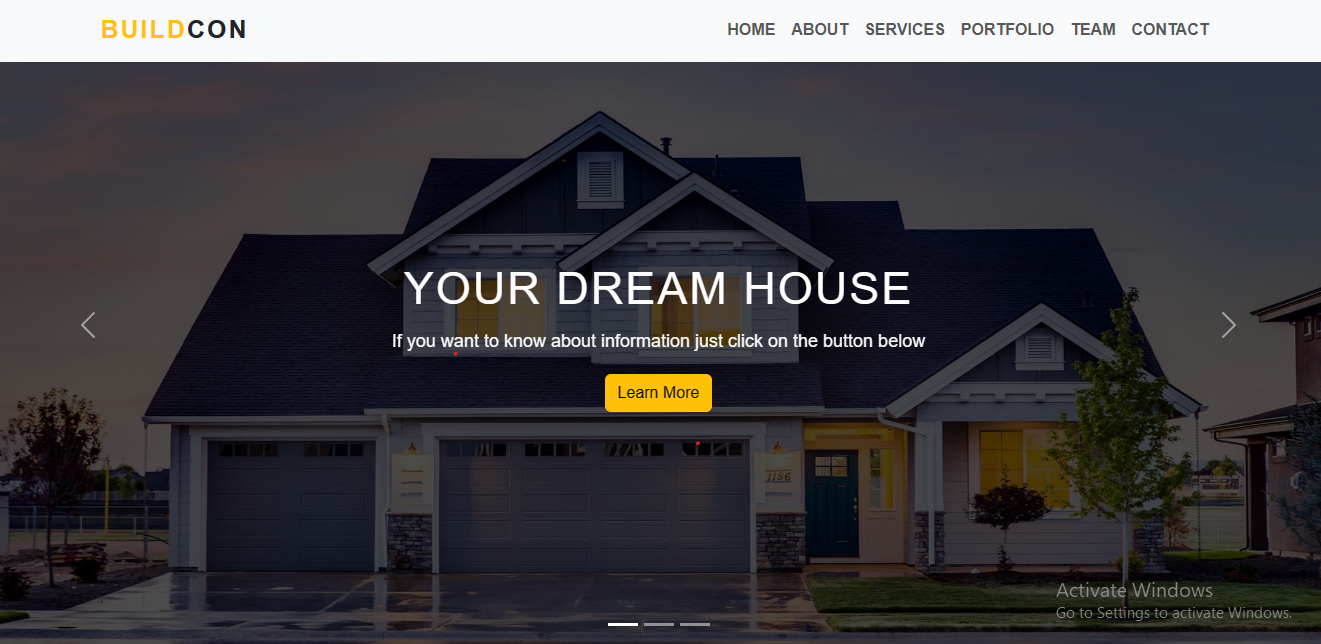 BUILDCON
HOME ABOUT SERVICES PORTFOLIO TEAM CONTACT
YOUR DREAM HOUSE
If you want to know about information just click on the button below
Learn More
1156
Activate Windows
Go to Settings to activate Windows.